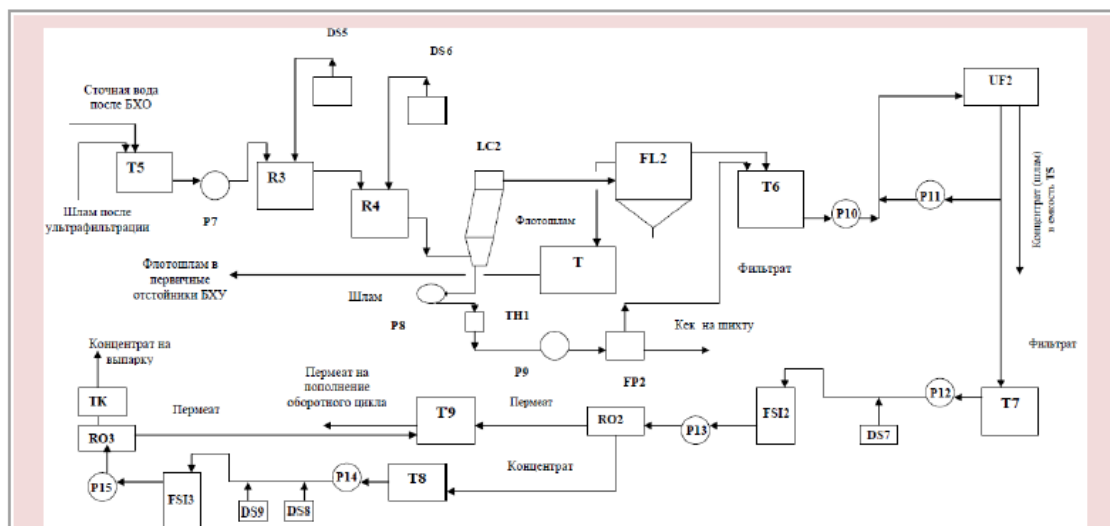 DS5
DS6
Сточная вода
после БХО
UF2
LC2
FL2
T5
R3
T6
R4
P10
P11
Концентрат (шлам)
в емкость T5
Шлам после
ультрафильтрации
P7
Флотошлам
T
Фильтрат
Флотошлам в
первичные
отстойники БХУ
Шлам
P8
TH1
Кек на шихту
Концентрат на
выпарку
P9
FP2
Фильтрат
Пермеат на
пополнение
оборотного цикла
TK
Пермеат
T9
Пермеат
RO2
P13
FSI2
P12
T7
RO3
DS7
Концентрат
P15
FSI3
P14
T8
DS9
DS8